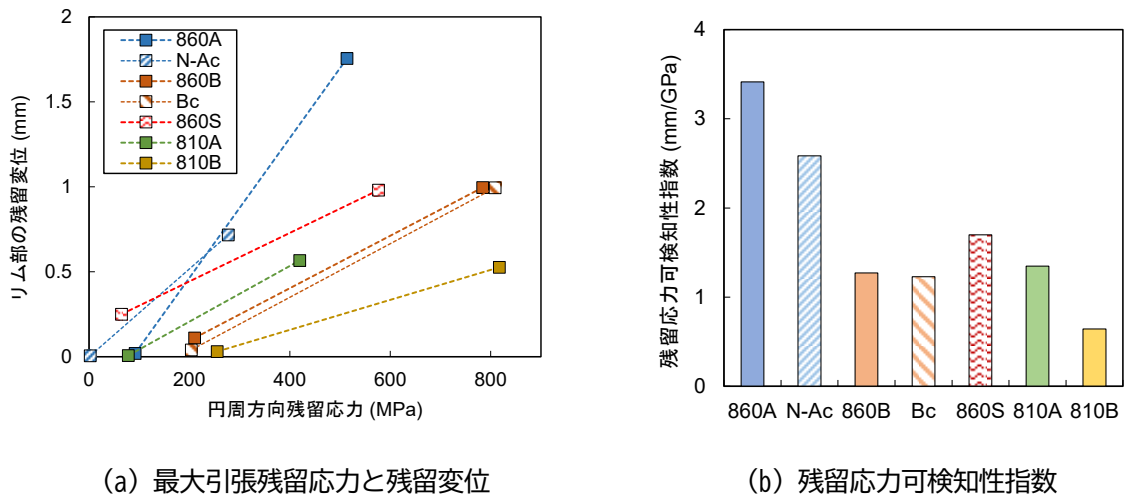 2
1.5
1
0.5
0
リム部の残留変位 (mm)
860A
N-Ac
860B
Bc
860S
810A
810B
0 200 400 600 800
円周方向残留応力 (MPa)
(a) 最大引張残留応力と残留変位
4
3
2
1
0
残留応力可検知性指数 (mm/GPa)
860A N-Ac 860B Bc 860S 810A 810B
(b) 残留応力可検知性指数